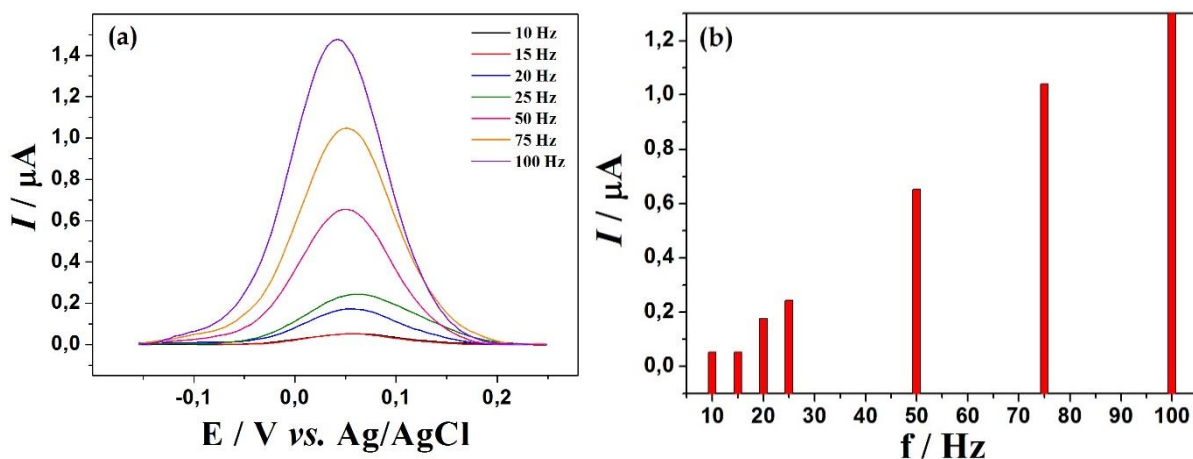 (a)
10 Hz
15 Hz
20 Hz
25 Hz
50 Hz
75 Hz
100 Hz
1,4
1,2
1,0
0,8
0,6
0,4
0,2
0,0
I / μA
-0,1 0,0 0,1 0,2
E / V vs. Ag/AgCl
(b)
1,2
1,0
0,8
0,6
0,4
0,2
0,0
I / μA
10 20 30 40 50 60 70 80 90 100
f / Hz